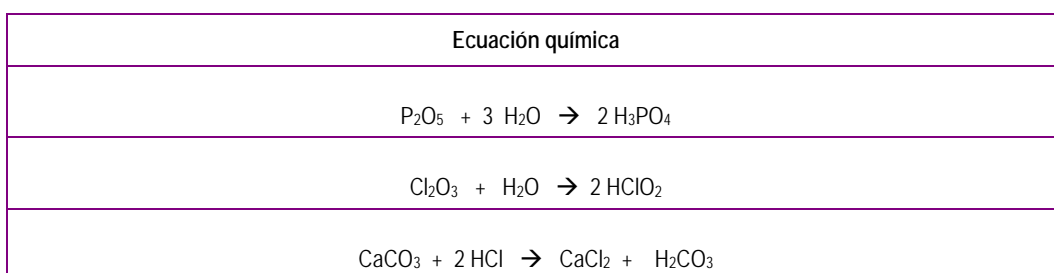 Ecuación química
P₂O₅ + 3 H₂O → 2 H₃PO₄
Cl₂O₃ + H₂O → 2 HClO₂
CaCO₃ + 2 HCl → CaCl₂ + H₂CO₃